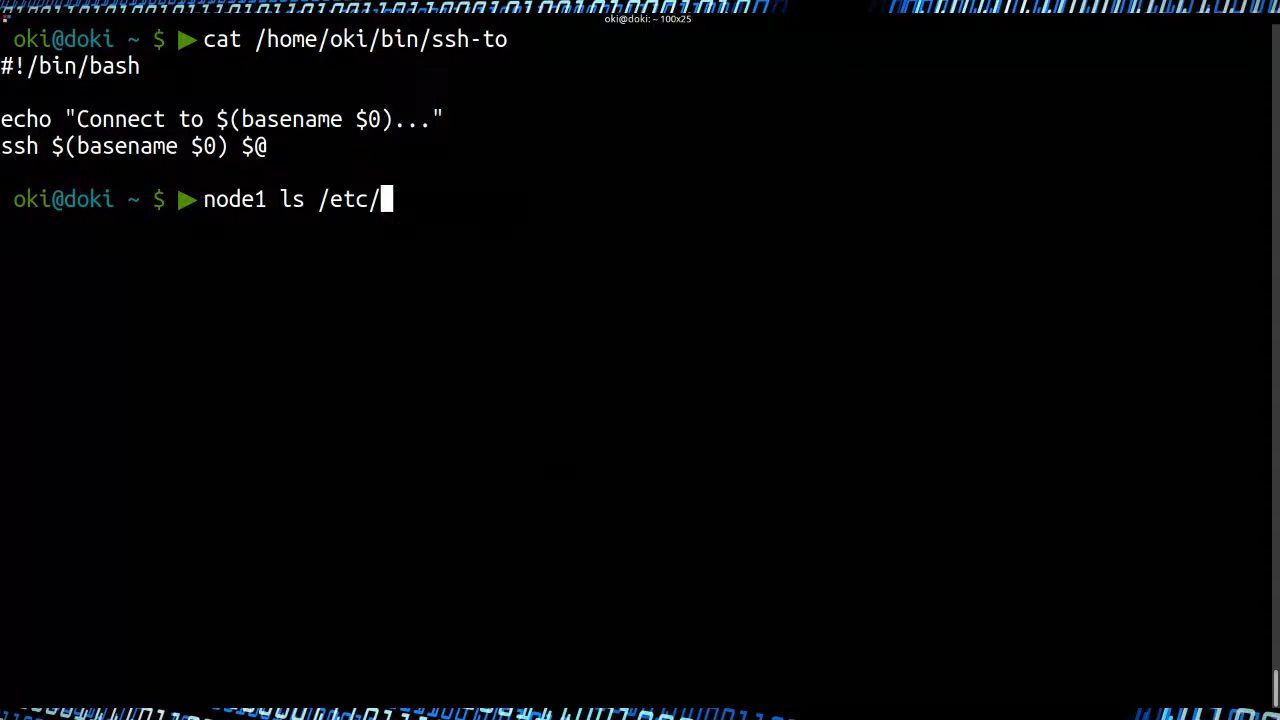 oki@doki: ~ 100x25
oki@doki ~ $ ▶cat /home/oki/bin/ssh-to
#!/bin/bash
echo "Connect to $(basename $0)..."
ssh $(basename $0) $@
oki@doki ~ $ ▶node1 ls /etc/